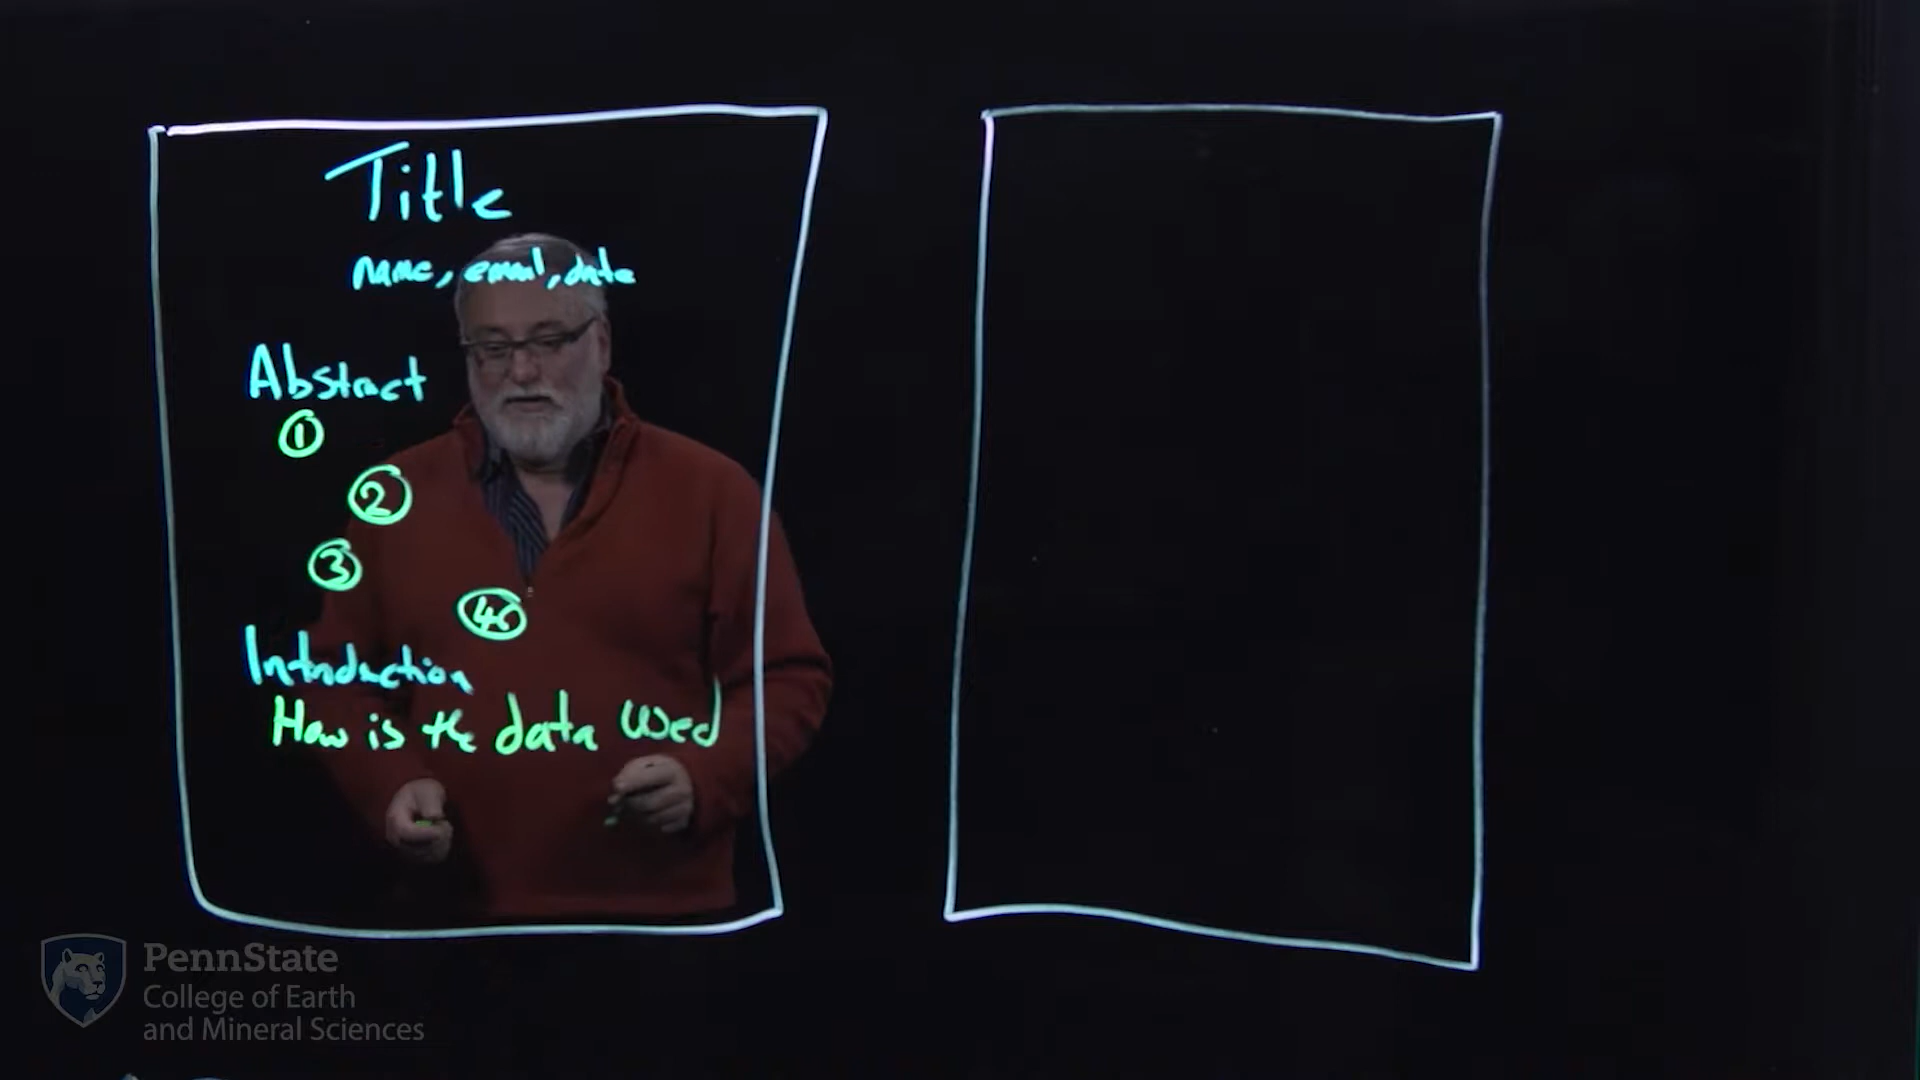 Title
name, email, date
Abstract
1
2
3
4
Introduction
How is the data used
PennState
College of Earth
and Mineral Sciences